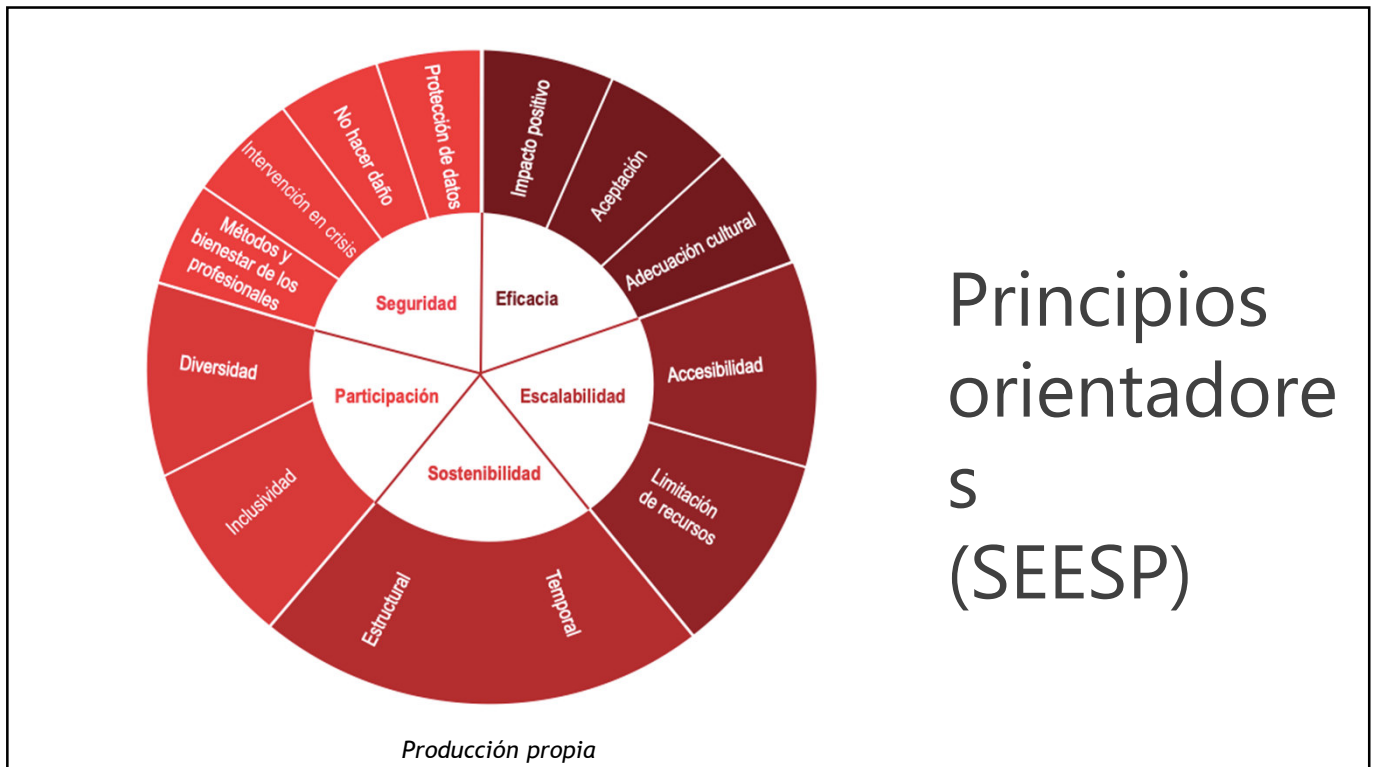 Protección de datos
No hacer daño
Intervención en crisis
Métodos y
bienestar de los
profesionales
Diversidad
Inclusividad
Estructural
Temporal
Limitación
de recursos
Accesibilidad
Adecuación cultural
Aceptación
Impacto positivo
Seguridad
Eficacia
Participación
Escalabilidad
Sostenibilidad
Principios
orientadore
s
(SEESP)
Producción propia